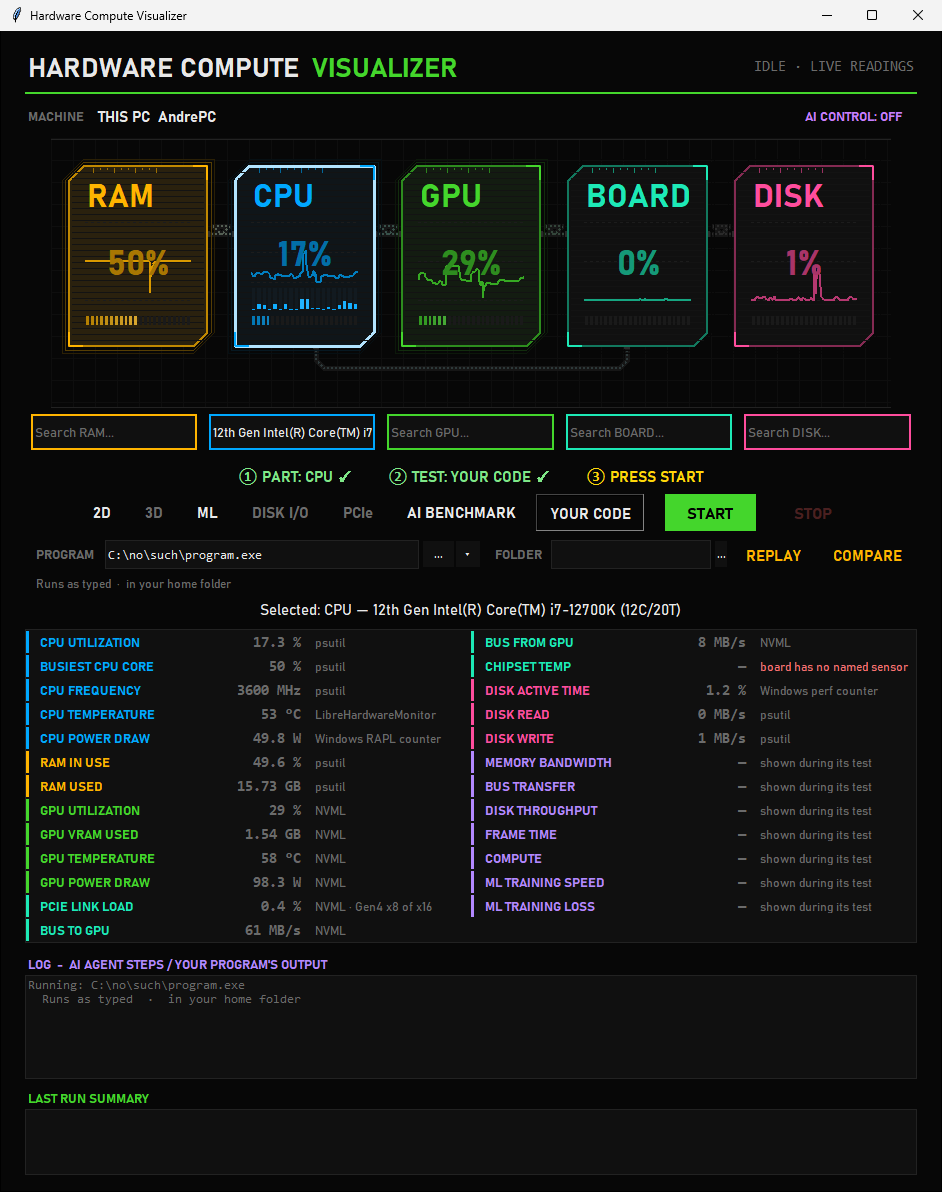 Hardware Compute Visualizer
HARDWARE COMPUTE VISUALIZER
IDLE · LIVE READINGS
MACHINE THIS PC AndrePC
AI CONTROL: OFF
RAM CPU GPU BOARD DISK
50% 17% 29% 0% 1%
Search RAM... 12th Gen Intel(R) Core(TM) i7 Search GPU... Search BOARD... Search DISK...
① PART: CPU ✓ ② TEST: YOUR CODE ✓ ③ PRESS START
2D 3D ML DISK I/O PCIe AI BENCHMARK YOUR CODE START STOP
PROGRAM C:\no\such\program.exe ... FOLDER ... REPLAY COMPARE
Runs as typed · in your home folder
Selected: CPU — 12th Gen Intel(R) Core(TM) i7-12700K (12C/20T)
CPU UTILIZATION 17.3 % psutil
BUSIEST CPU CORE 50 % psutil
CPU FREQUENCY 3600 MHz psutil
CPU TEMPERATURE 53 °C LibreHardwareMonitor
CPU POWER DRAW 49.8 W Windows RAPL counter
RAM IN USE 49.6 % psutil
RAM USED 15.73 GB psutil
GPU UTILIZATION 29 % NVML
GPU VRAM USED 1.54 GB NVML
GPU TEMPERATURE 58 °C NVML
GPU POWER DRAW 98.3 W NVML
PCIE LINK LOAD 0.4 % NVML · Gen4 x8 of x16
BUS TO GPU 61 MB/s NVML
BUS FROM GPU 8 MB/s NVML
CHIPSET TEMP — board has no named sensor
DISK ACTIVE TIME 1.2 % Windows perf counter
DISK READ 0 MB/s psutil
DISK WRITE 1 MB/s psutil
MEMORY BANDWIDTH — shown during its test
BUS TRANSFER — shown during its test
DISK THROUGHPUT — shown during its test
FRAME TIME — shown during its test
COMPUTE — shown during its test
ML TRAINING SPEED — shown during its test
ML TRAINING LOSS — shown during its test
LOG - AI AGENT STEPS / YOUR PROGRAM'S OUTPUT
Running: C:\no\such\program.exe
Runs as typed · in your home folder
LAST RUN SUMMARY